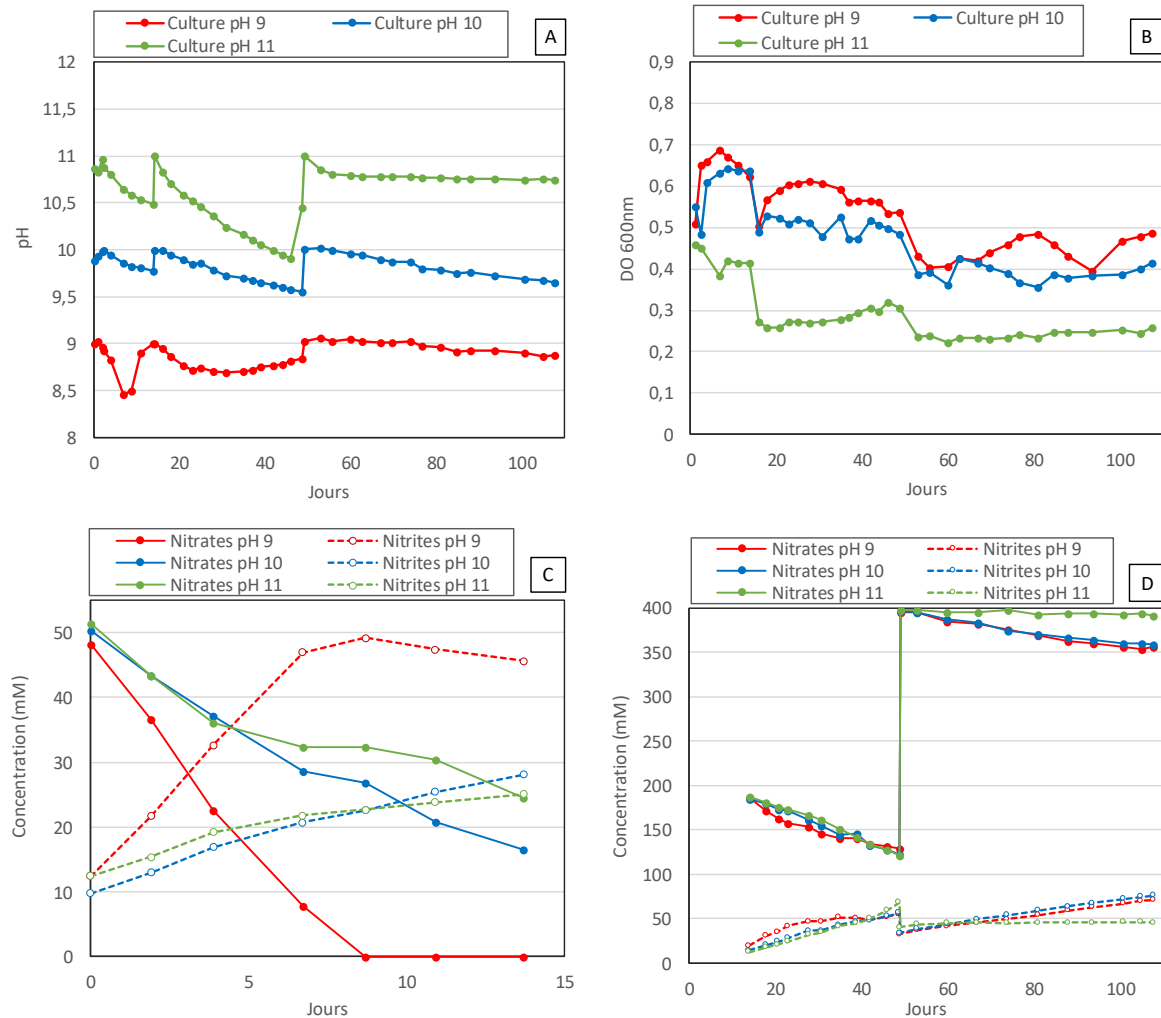 Culture pH 9 Culture pH 10
Culture pH 11
A
12
11,5
11
10,5
10
9,5
9
8,5
8
pH
0 20 40 60 80 100
Jours
Culture pH 9 Culture pH 10
Culture pH 11
B
0,9
0,8
0,7
0,6
0,5
0,4
0,3
0,2
0,1
0
DO 600nm
0 20 40 60 80 100
Jours
Nitrates pH 9 Nitrites pH 9
Nitrates pH 10 Nitrites pH 10
Nitrates pH 11 Nitrites pH 11
C
50
40
30
20
10
0
Concentration (mM)
0 5 10 15
Jours
Nitrates pH 9 Nitrites pH 9
Nitrates pH 10 Nitrites pH 10
Nitrates pH 11 Nitrites pH 11
D
400
350
300
250
200
150
100
50
0
Concentration (mM)
0 20 40 60 80 100
Jours